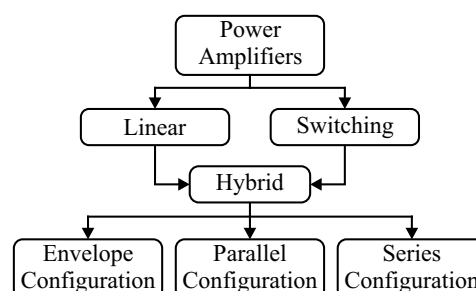 Power
Amplifiers
Linear
Switching
Hybrid
Envelope
Configuration
Parallel
Configuration
Series
Configuration